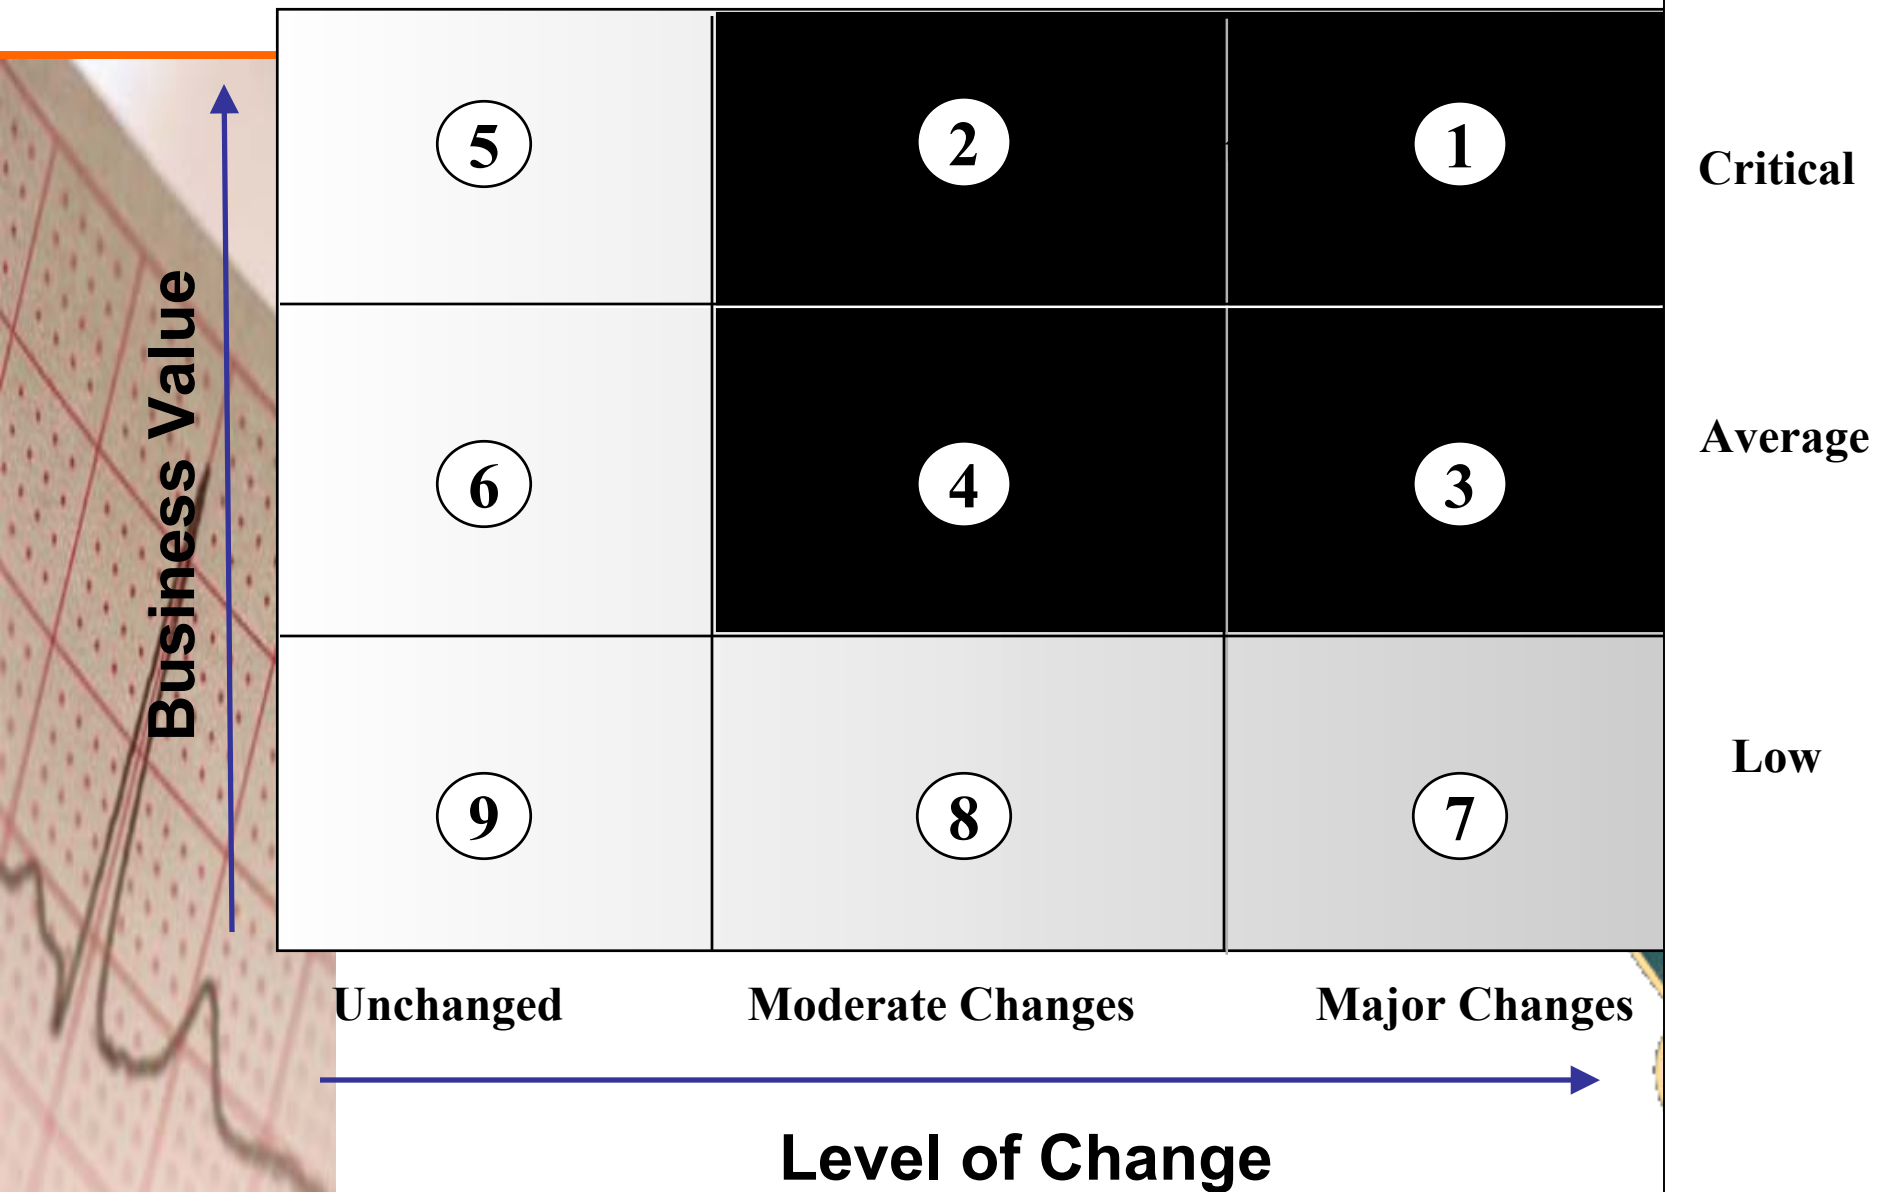 5
2
1
Critical
Business Value
6
4
3
Average
9
8
7
Low
Unchanged
Moderate Changes
Major Changes
Level of Change